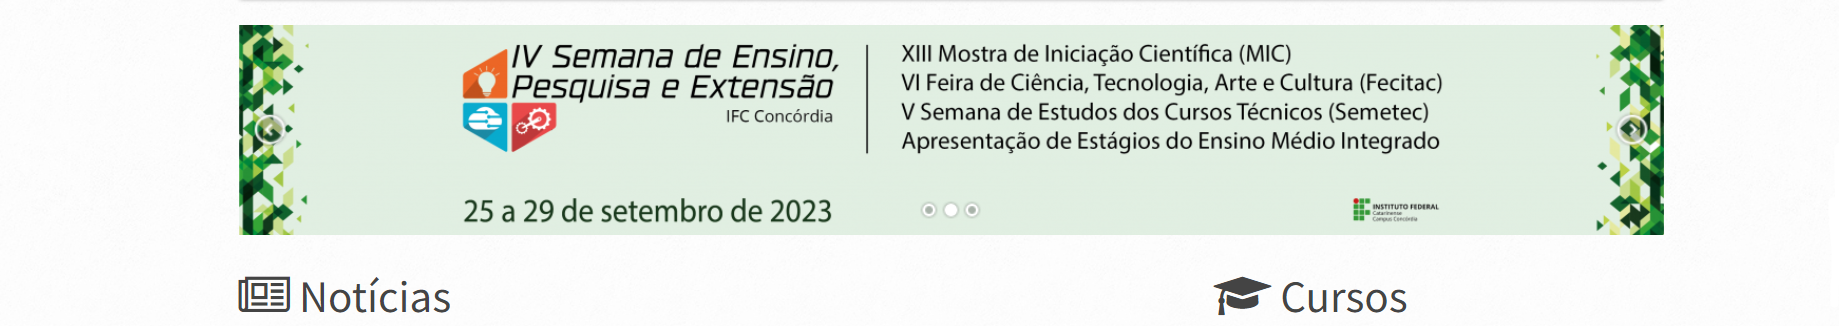 IV Semana de Ensino,
Pesquisa e Extensão
IFC Concórdia
25 a 29 de setembro de 2023
XIII Mostra de Iniciação Científica (MIC)
VI Feira de Ciência, Tecnologia, Arte e Cultura (Fecitac)
V Semana de Estudos dos Cursos Técnicos (Semetec)
Apresentação de Estágios do Ensino Médio Integrado
INSTITUTO FEDERAL
Catarinense
Campus Concórdia
Notícias
Cursos